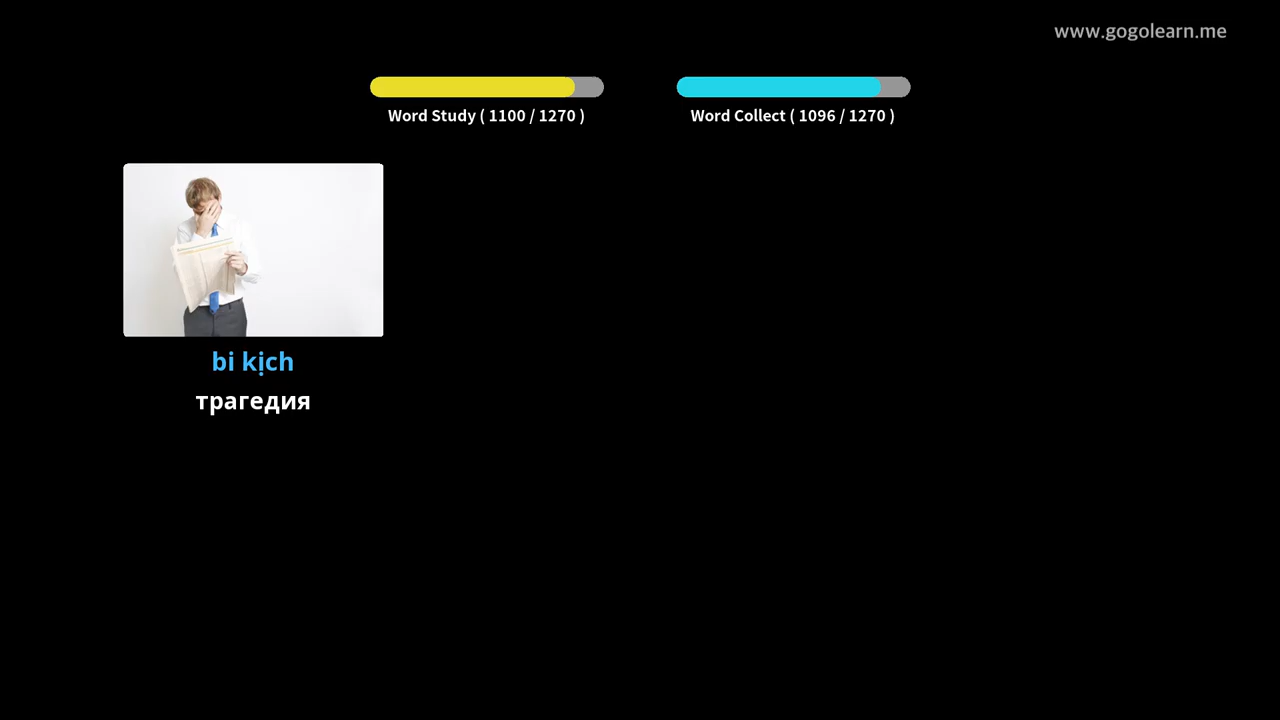 www.gogolearn.me
Word Study ( 1100 / 1270 )
Word Collect ( 1096 / 1270 )
bi kịch
трагедия